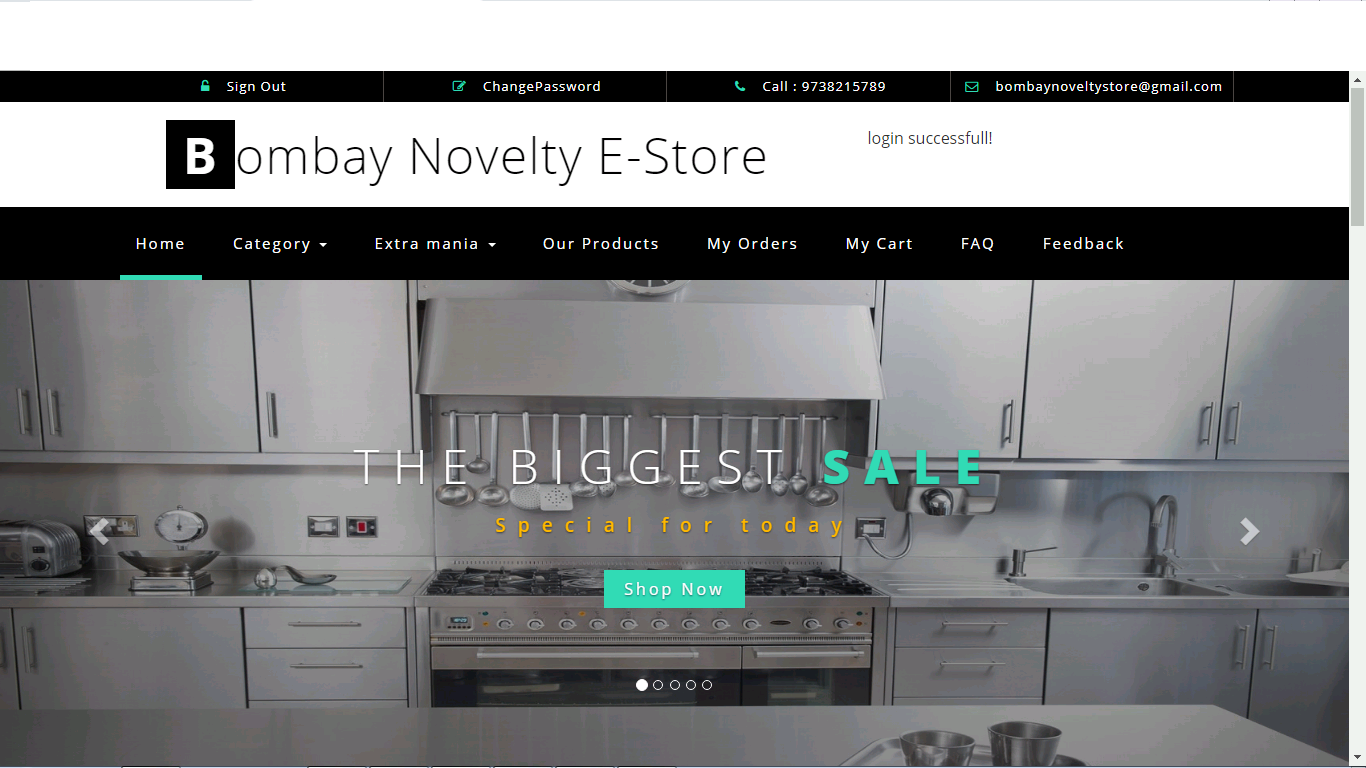 Sign Out ChangePassword Call : 9738215789 bombaynoveltystore@gmail.com
Bombay Novelty E-Store
login successfull!
Home Category Extra mania Our Products My Orders My Cart FAQ Feedback
THE BIGGEST SALE
Special for today
Shop Now